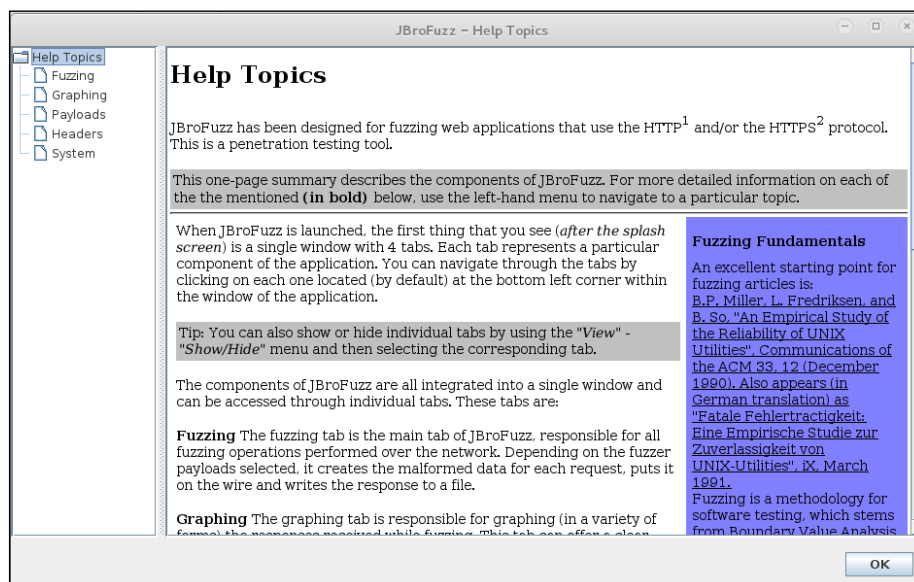 JBroFuzz – Help Topics
Help Topics
Fuzzing
Graphing
Payloads
Headers
System
Help Topics
JBroFuzz has been designed for fuzzing web applications that use the HTTP1 and/or the HTTPS2 protocol.
This is a penetration testing tool.
This one-page summary describes the components of JBroFuzz. For more detailed information on each of
the the mentioned (in bold) below, use the left-hand menu to navigate to a particular topic.
When JBroFuzz is launched, the first thing that you see (after the splash
screen) is a single window with 4 tabs. Each tab represents a particular
component of the application. You can navigate through the tabs by
clicking on each one located (by default) at the bottom left corner within
the window of the application.
Tip: You can also show or hide individual tabs by using the "View" -
"Show/Hide" menu and then selecting the corresponding tab.
The components of JBroFuzz are all integrated into a single window and
can be accessed through individual tabs. These tabs are:
Fuzzing The fuzzing tab is the main tab of JBroFuzz, responsible for all
fuzzing operations performed over the network. Depending on the fuzzer
payloads selected, it creates the malformed data for each request, puts it
on the wire and writes the response to a file.
Graphing The graphing tab is responsible for graphing (in a variety of
forms) the responses received while fuzzing. This tab can offer a clear
Fuzzing Fundamentals
An excellent starting point for
fuzzing articles is:
B.P. Miller, L. Fredriksen, and
B. So, "An Empirical Study of
the Reliability of UNIX
Utilities", Communications of
the ACM 33, 12 (December
1990). Also appears (in
German translation) as
"Fatale Fehlertractigkeit:
Eine Empirische Studie zur
Zuverlassigkeit von
UNIX-Utilities", iX, March
1991.
Fuzzing is a methodology for
software testing, which stems
from Boundary Value Analysis
OK